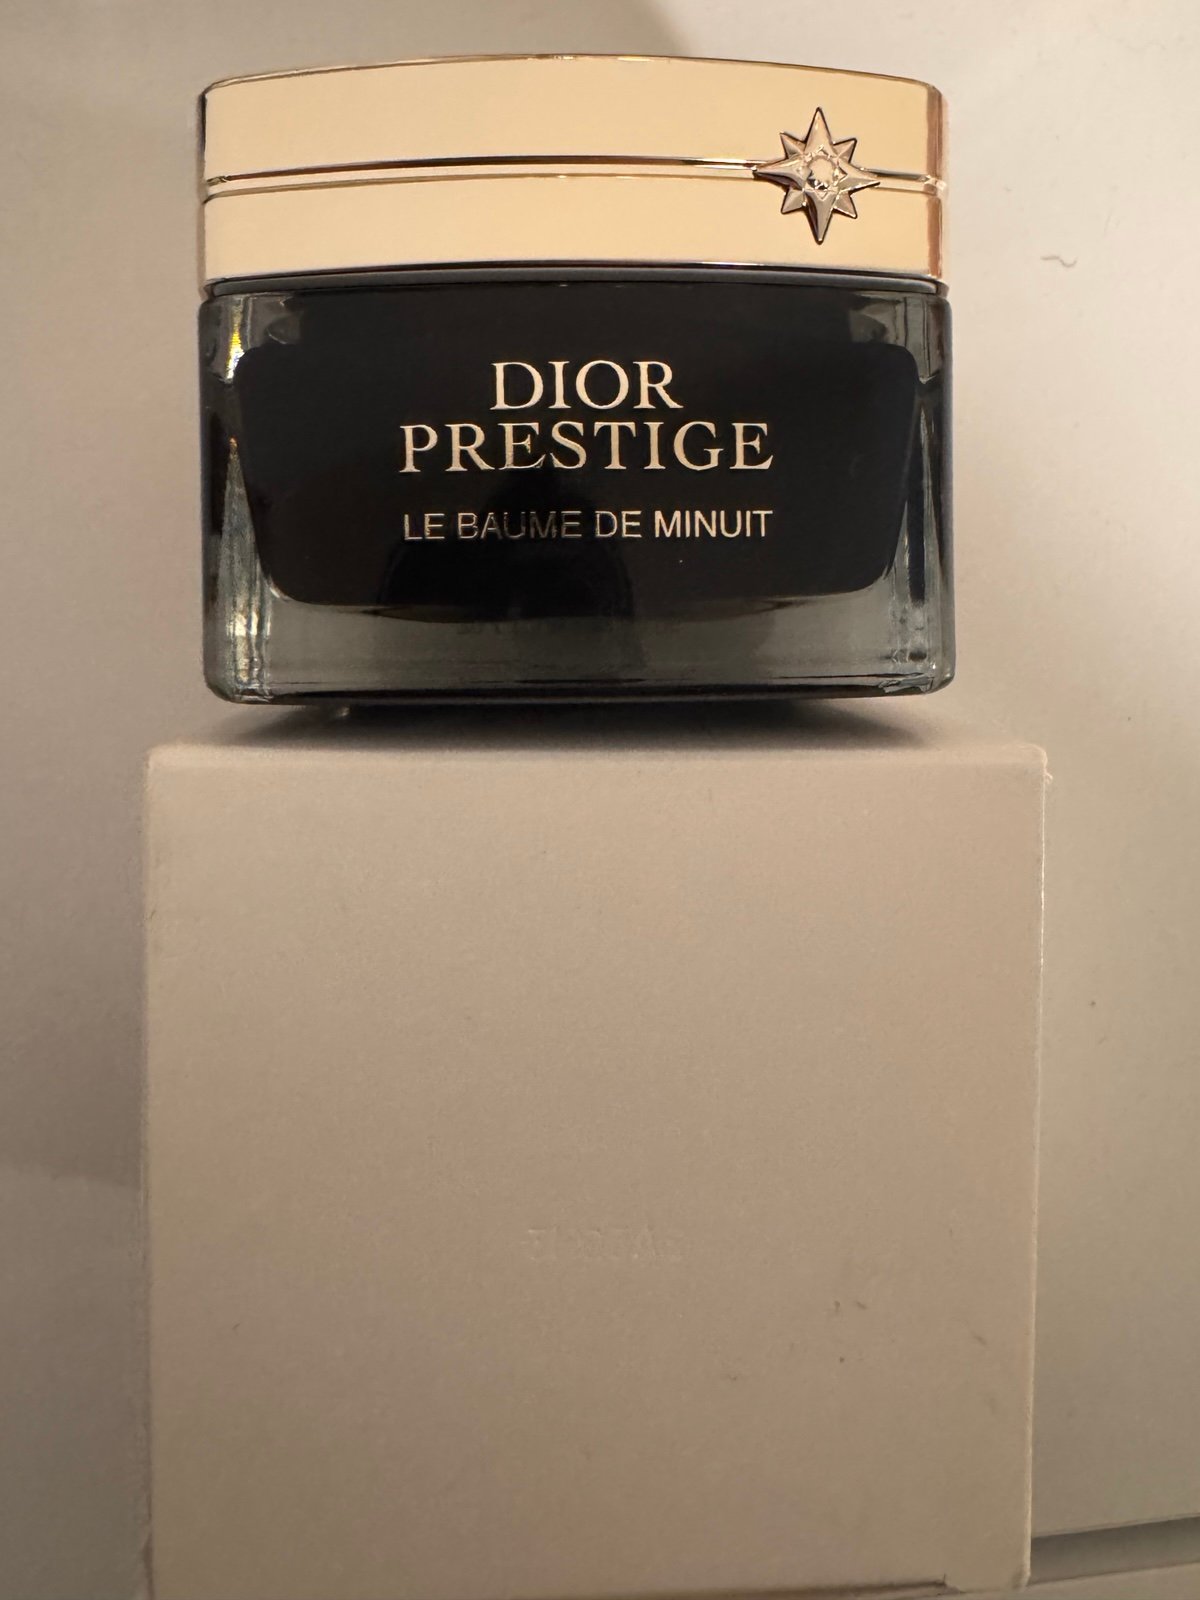 DIOR
PRESTIGE
LE BAUME DE MINUIT